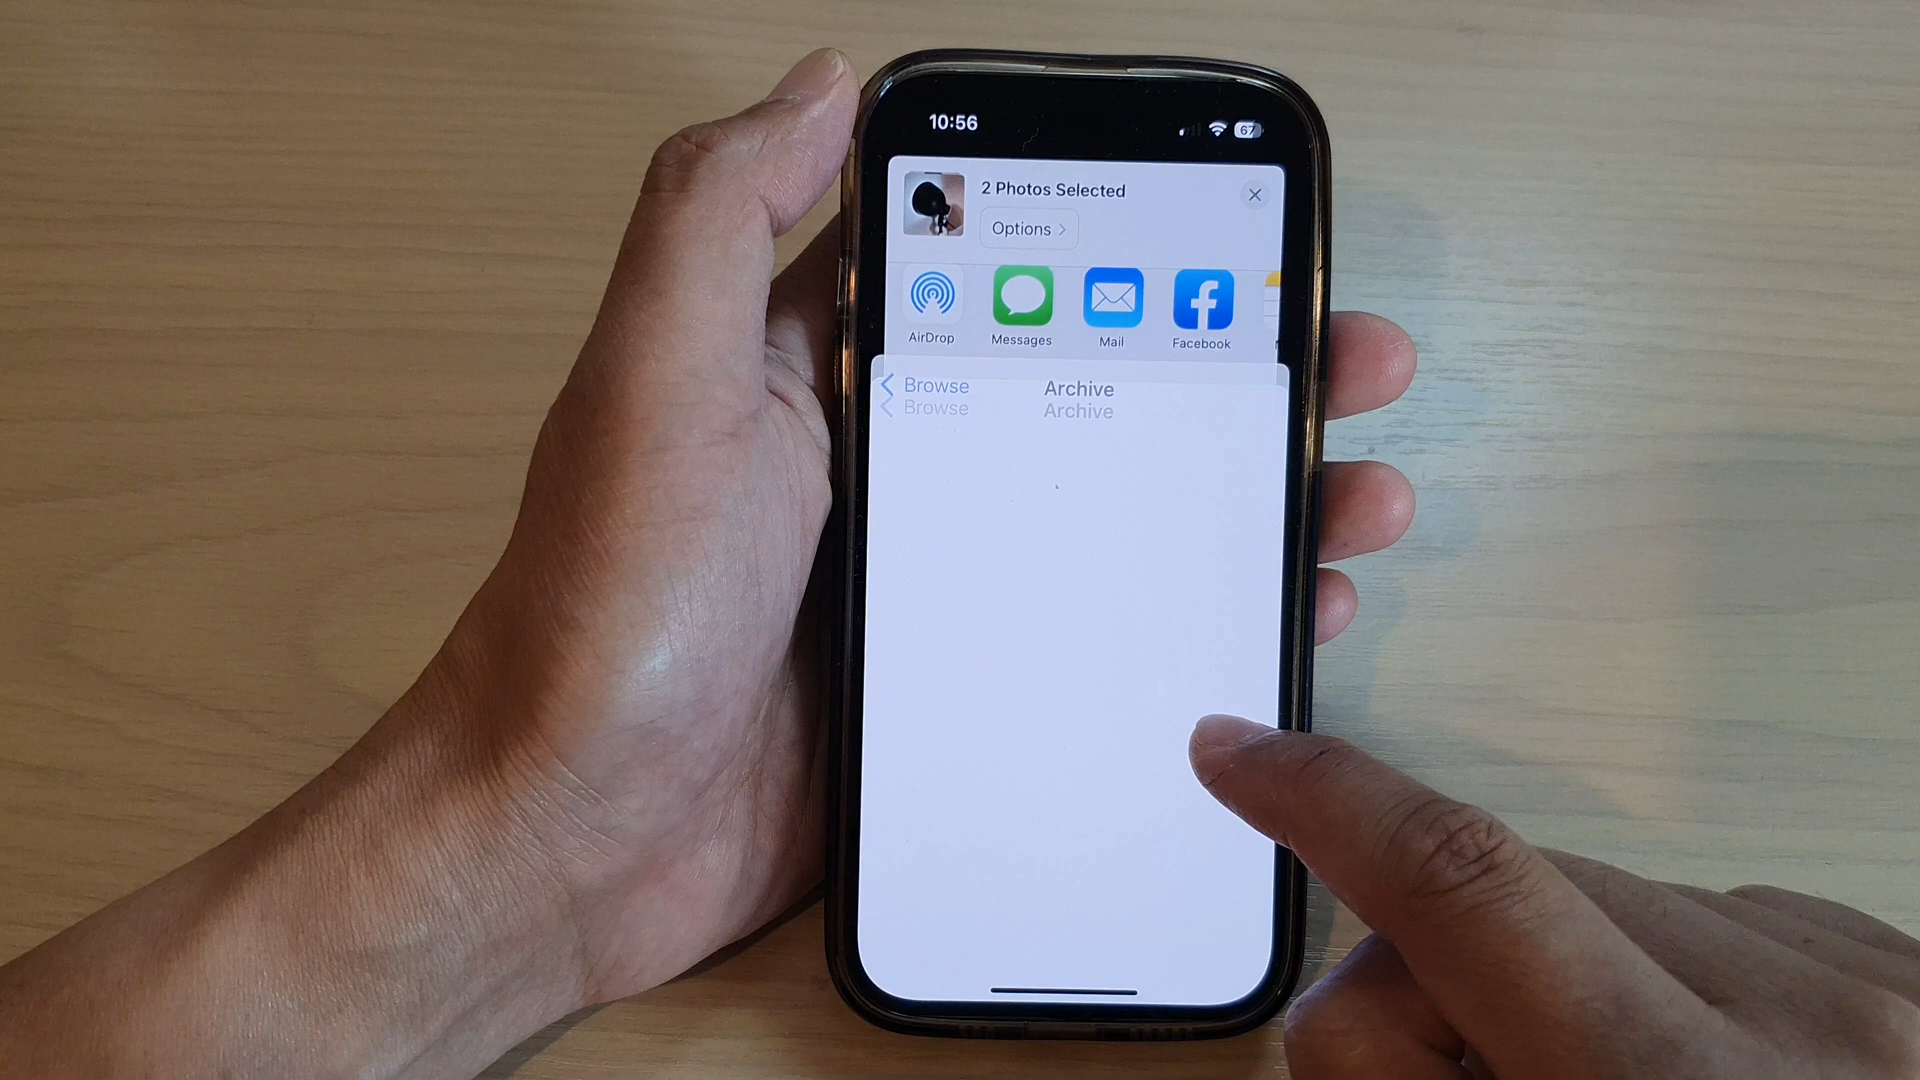 10:56
67
2 Photos Selected
Options
AirDrop
Messages
Mail
Facebook
Browse
Archive
Browse
Archive